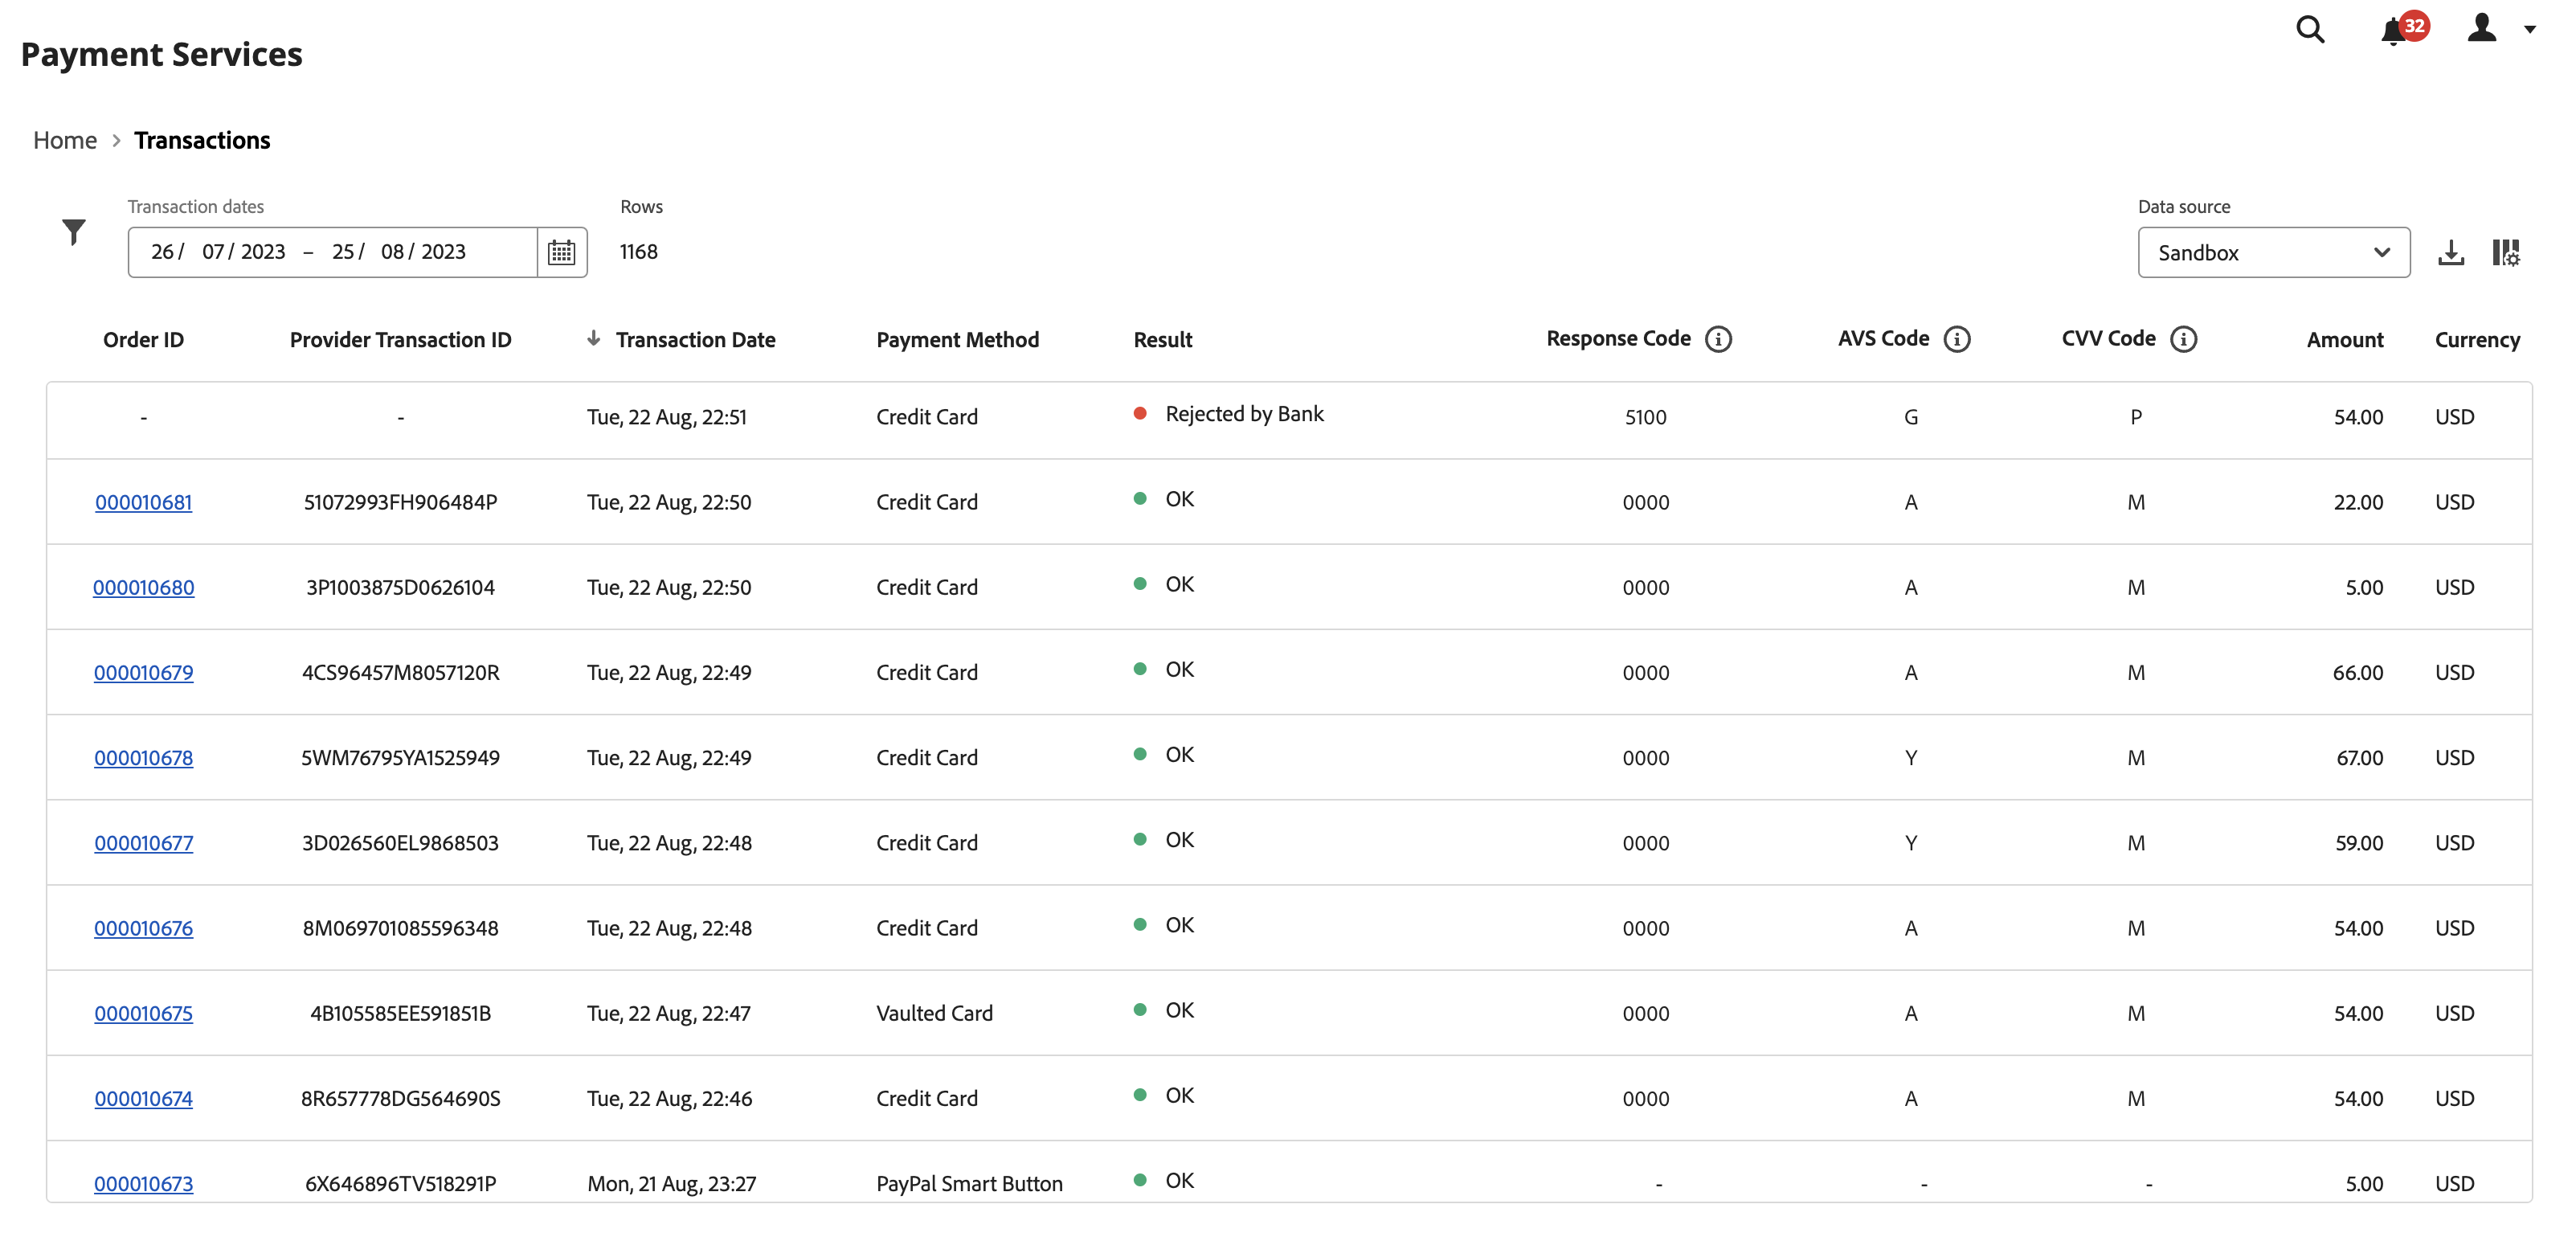 32
Payment Services
Home > Transactions
Transaction dates Rows Data source
26/ 07/ 2023 – 25/ 08/ 2023 1168 Sandbox
Order ID Provider Transaction ID ↓ Transaction Date Payment Method Result Response Code AVS Code CVV Code Amount Currency
- - Tue, 22 Aug, 22:51 Credit Card Rejected by Bank 5100 G P 54.00 USD
000010681 51072993FH906484P Tue, 22 Aug, 22:50 Credit Card OK 0000 A M 22.00 USD
000010680 3P1003875D0626104 Tue, 22 Aug, 22:50 Credit Card OK 0000 A M 5.00 USD
000010679 4CS96457M8057120R Tue, 22 Aug, 22:49 Credit Card OK 0000 A M 66.00 USD
000010678 5WM76795YA1525949 Tue, 22 Aug, 22:49 Credit Card OK 0000 Y M 67.00 USD
000010677 3D026560EL9868503 Tue, 22 Aug, 22:48 Credit Card OK 0000 Y M 59.00 USD
000010676 8M069701085596348 Tue, 22 Aug, 22:48 Credit Card OK 0000 A M 54.00 USD
000010675 4B105585EE591851B Tue, 22 Aug, 22:47 Vaulted Card OK 0000 A M 54.00 USD
000010674 8R657778DG564690S Tue, 22 Aug, 22:46 Credit Card OK 0000 A M 54.00 USD
000010673 6X646896TV518291P Mon, 21 Aug, 23:27 PayPal Smart Button OK - - - 5.00 USD